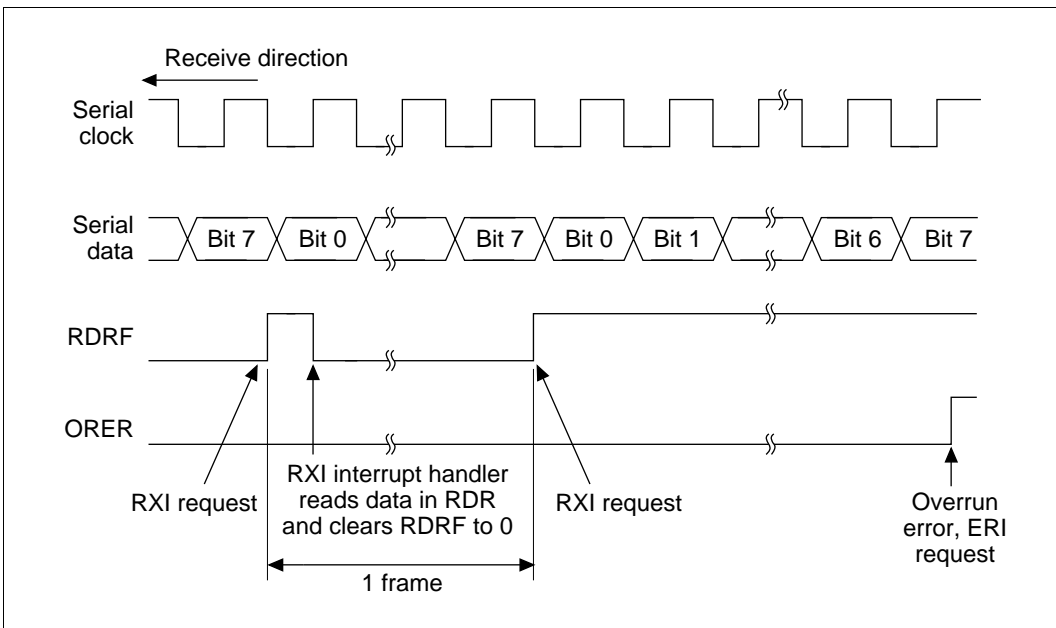 Receive direction
Serial
clock
Serial
data
Bit 7 Bit 0 Bit 7 Bit 0 Bit 1 Bit 6 Bit 7
RDRF
ORER
RXI request
RXI interrupt handler
reads data in RDR
and clears RDRF to 0
RXI request
Overrun
error, ERI
request
1 frame